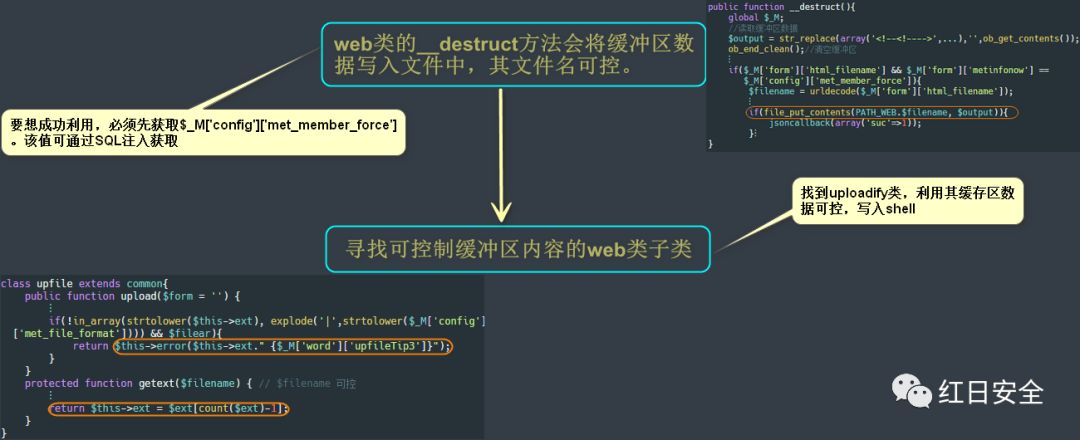 web类的__destruct方法会将缓冲区数
据写入文件中，其文件名可控。
要想成功利用，必须先获取$_M['config']['met_member_force']
。该值可通过SQL注入获取
public function __destruct(){
global $_M;
//读取缓冲区数据
$output = str_replace(array('<!--<!---->',...),'',ob_get_contents());
ob_end_clean();//清空缓冲区
⋮
if($_M['form']['html_filename'] && $_M['form']['metinfonow'] ==
$_M['config']['met_member_force']){
$filename = urldecode($_M['form']['html_filename']);
⋮
if(file_put_contents(PATH_WEB.$filename, $output)){
jsoncallback(array('suc'=>1));
}⋮
}
找到uploadify类，利用其缓存区数
据可控，写入shell
寻找可控制缓冲区内容的web类子类
class upfile extends common{
public function upload($form = '') {
⋮
if(!in_array(strtolower($this->ext), explode('|',strtolower($_M['config']
['met_file_format']))) && $filear){
return $this->error($this->ext." {$_M['word']['upfileTip3']}");
}
}
protected function getext($filename) { // $filename 可控
⋮
return $this->ext = $ext[count($ext)-1];
}
}
红日安全